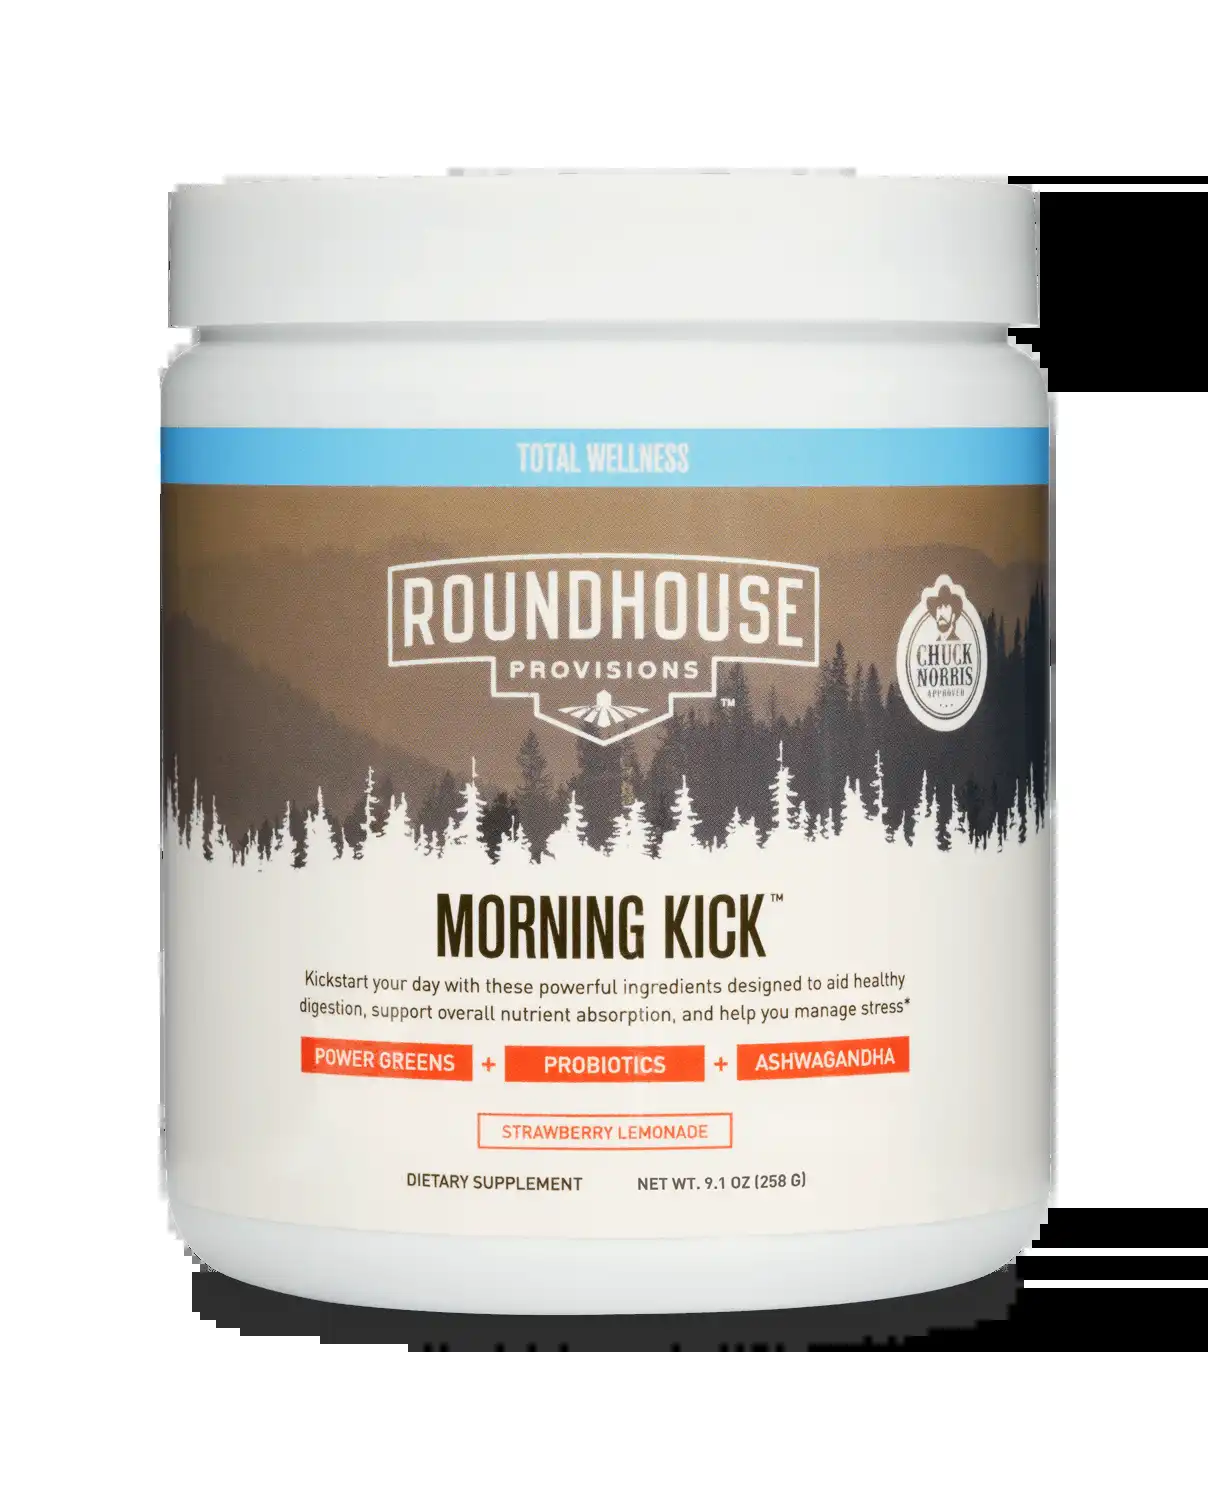 TOTAL WELLNESS
ROUNDHOUSE
PROVISIONS
™
CHUCK
NORRIS
APPROVED
MORNING KICK™
Kickstart your day with these powerful ingredients designed to aid healthy
digestion, support overall nutrient absorption, and help you manage stress*
POWER GREENS + PROBIOTICS + ASHWAGANDHA
STRAWBERRY LEMONADE
DIETARY SUPPLEMENT NET WT. 9.1 OZ (258 G)